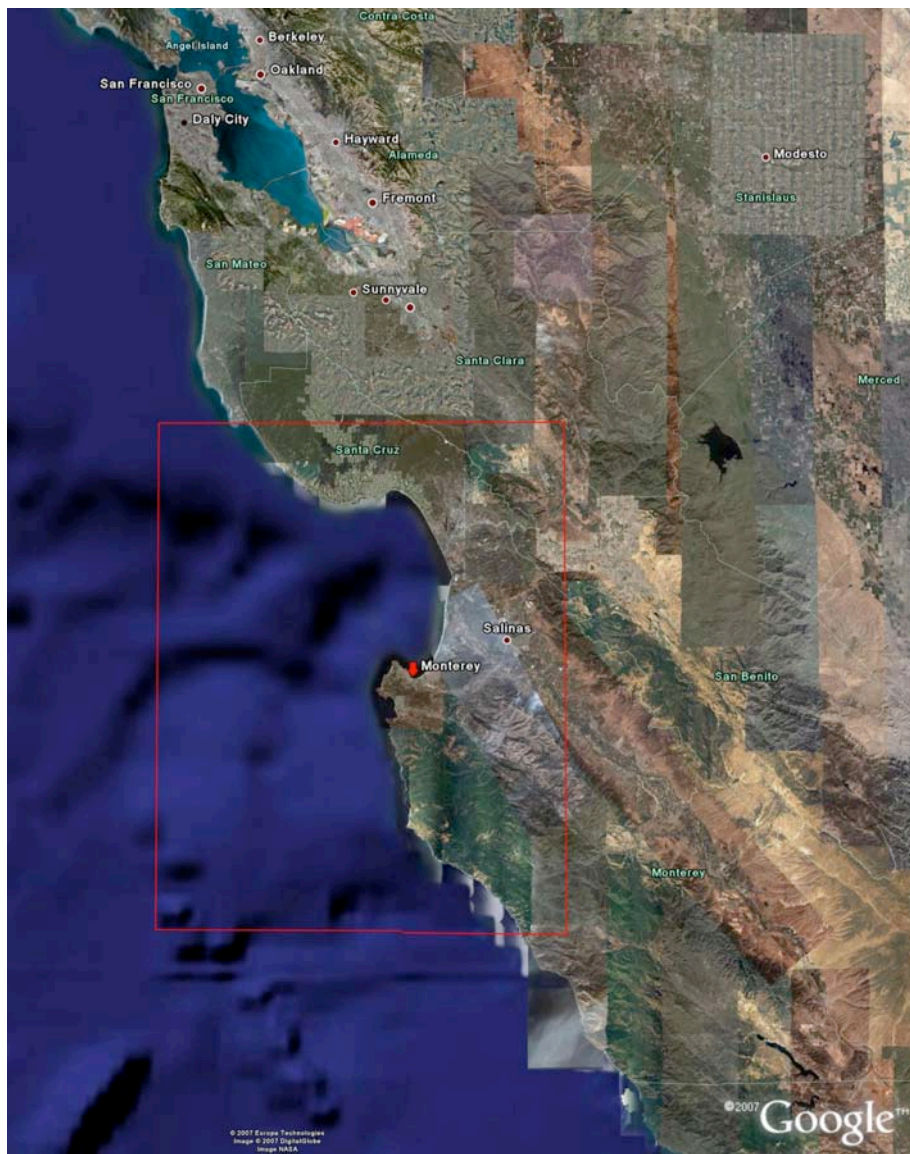 Contra Costa
Berkeley
Angel Island
Oakland
San Francisco
San Francisco
Daly City
Hayward
Alameda
Modesto
Fremont
Stanislaus
San Mateo
Sunnyvale
Santa Clara
Merced
Santa Cruz
Salinas
Monterey
San Benito
Monterey
© 2007 Europa Technologies
Image © 2007 DigitalGlobe
Image NASA
©2007 Google™